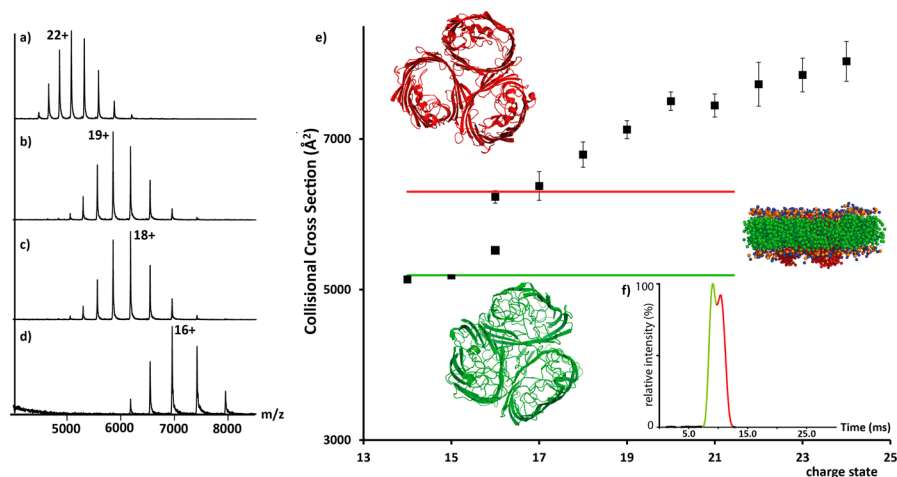 a)
22+
b)
19+
c)
18+
d)
16+
5000
6000
7000
8000
m/z
e)
Collisional Cross Section (Å²)
7000
5000
3000
13
15
17
19
21
23
25
charge state
f)
relative intensity (%)
100
0
5.0
15.0
25.0
Time (ms)